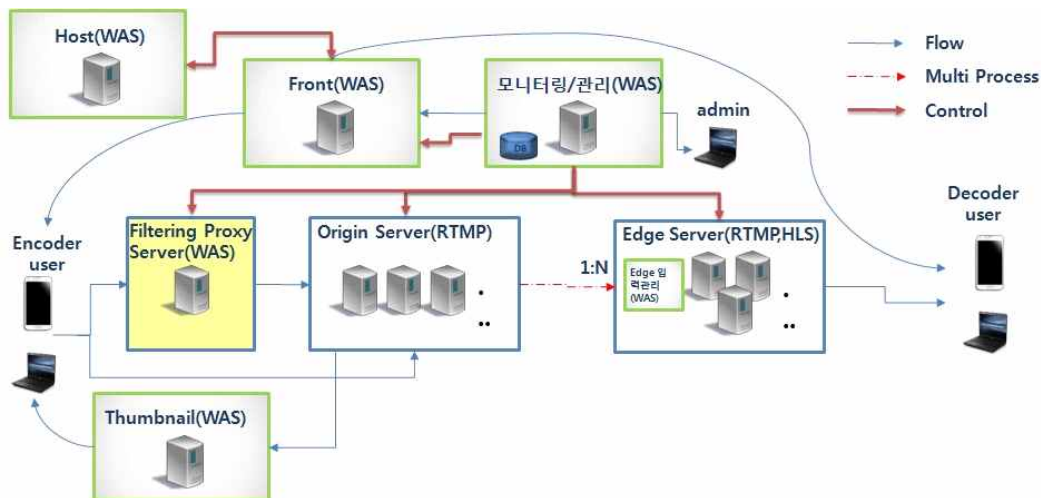 Host(WAS)
Front(WAS)
모니터링/관리(WAS)
DB
admin
Flow
Multi Process
Control
Encoder
user
Filtering Proxy
Server(WAS)
Origin Server(RTMP)
1:N
Edge Server(RTMP,HLS)
Edge 입
력관리
(WAS)
Decoder
user
Thumbnail(WAS)